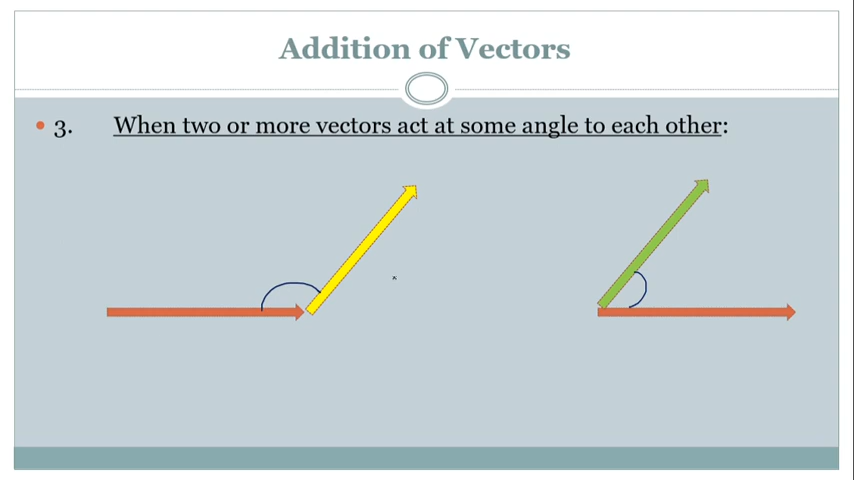 Addition of Vectors
3. When two or more vectors act at some angle to each other: